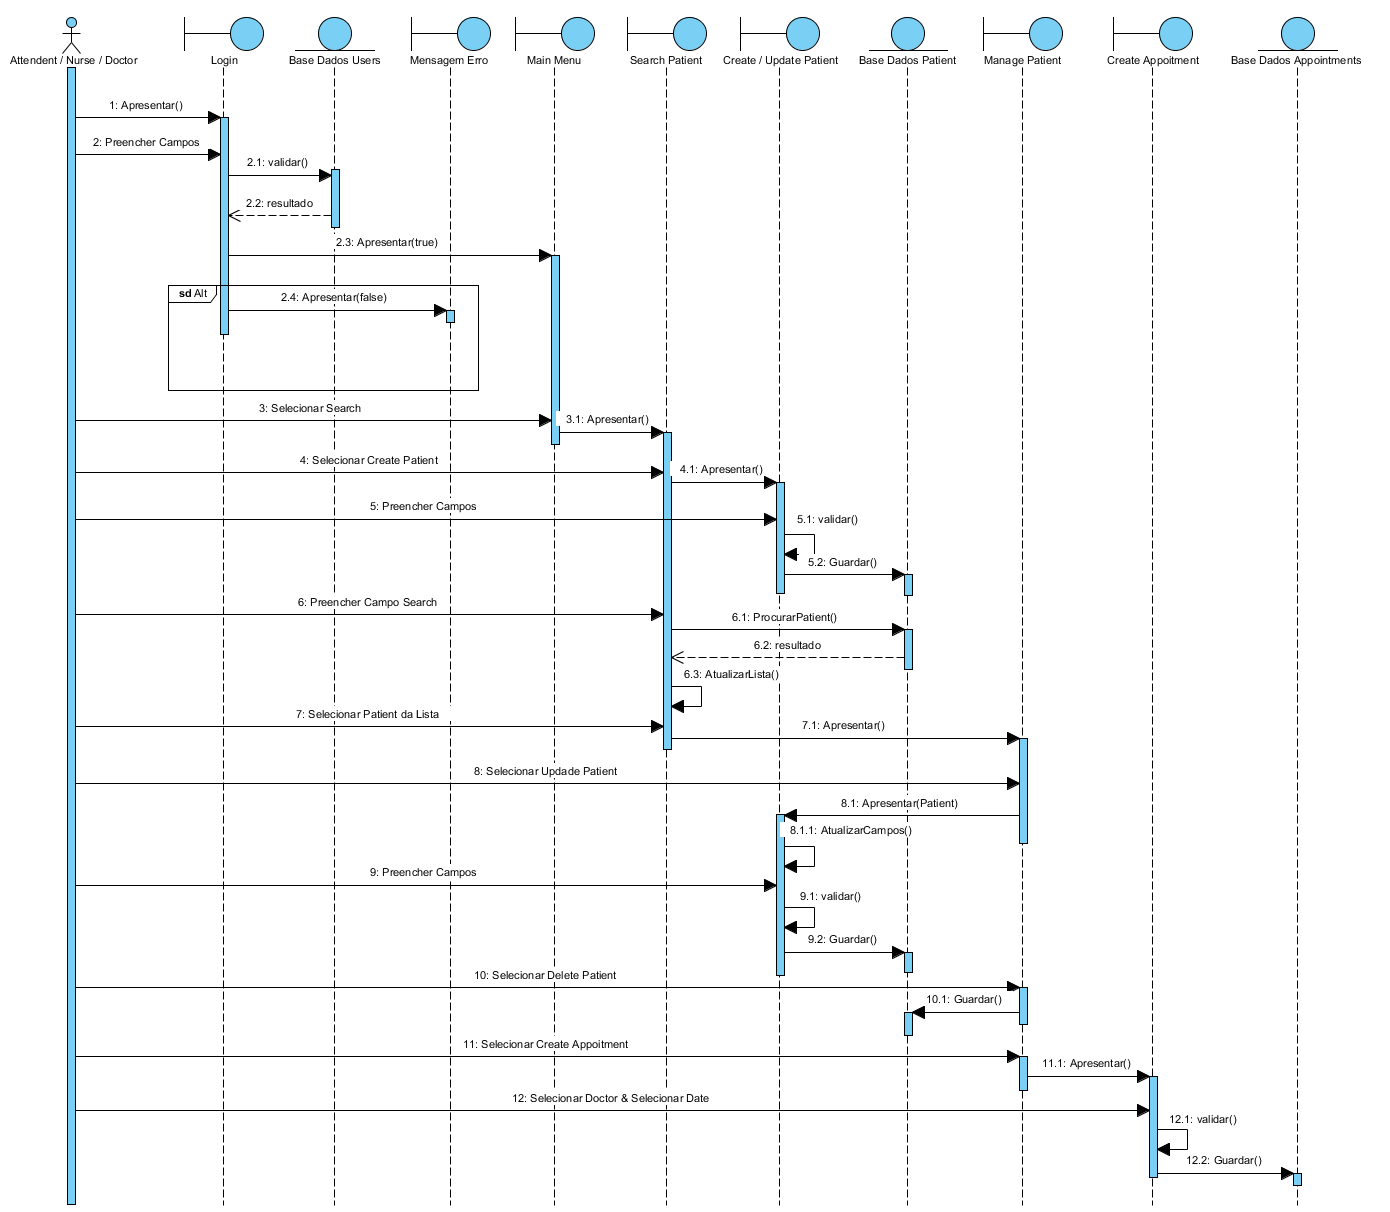 Attendent / Nurse / Doctor
Login
Base Dados Users
Mensagem Erro
Main Menu
Search Patient
Create / Update Patient
Base Dados Patient
Manage Patient
Create Appoitment
Base Dados Appointments
1: Apresentar()
2: Preencher Campos
2.1: validar()
2.2: resultado
2.3: Apresentar(true)
sd Alt
2.4: Apresentar(false)
3: Selecionar Search
3.1: Apresentar()
4: Selecionar Create Patient
4.1: Apresentar()
5: Preencher Campos
5.1: validar()
5.2: Guardar()
6: Preencher Campo Search
6.1: ProcurarPatient()
6.2: resultado
6.3: AtualizarLista()
7: Selecionar Patient da Lista
7.1: Apresentar()
8: Selecionar Updade Patient
8.1: Apresentar(Patient)
8.1.1: AtualizarCampos()
9: Preencher Campos
9.1: validar()
9.2: Guardar()
10: Selecionar Delete Patient
10.1: Guardar()
11: Selecionar Create Appoitment
11.1: Apresentar()
12: Selecionar Doctor & Selecionar Date
12.1: validar()
12.2: Guardar()